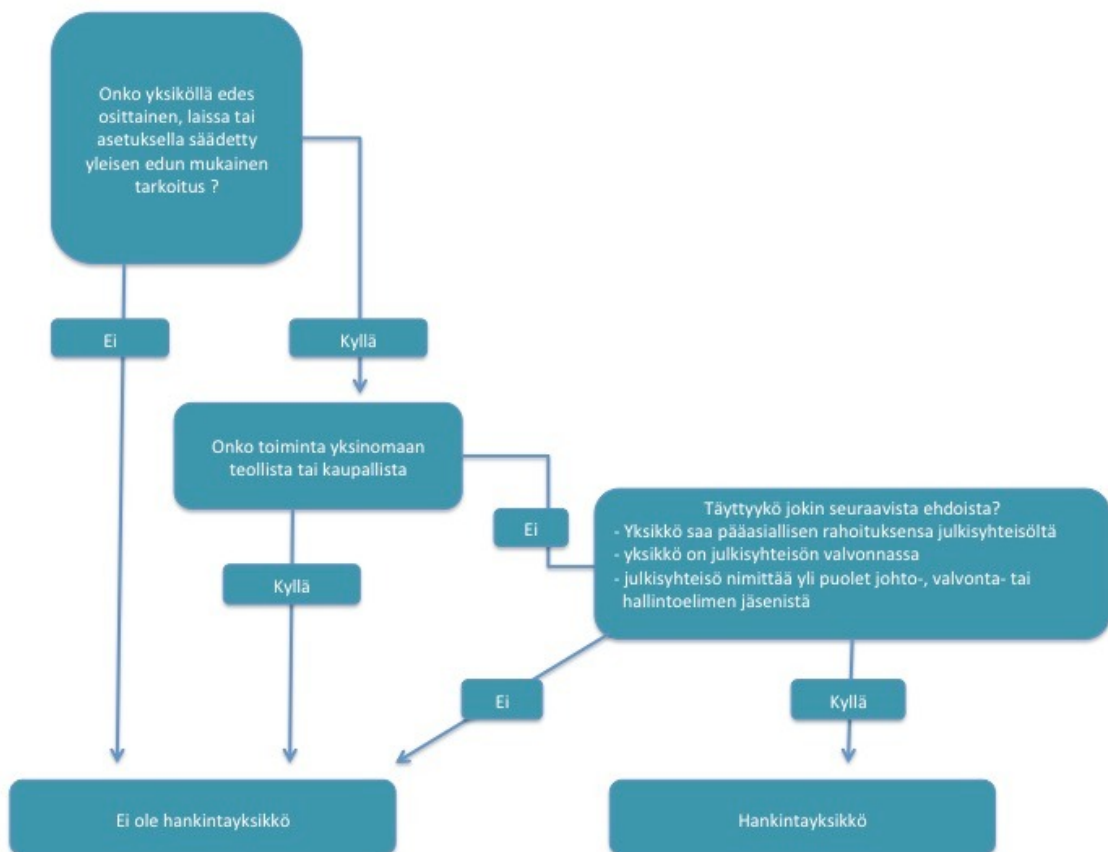 Onko yksiköllä edes
osittainen, laissa tai
asetuksella säädetty
yleisen edun mukainen
tarkoitus ?
Ei
Kyllä
Onko toiminta yksinomaan
teollista tai kaupallista
Ei
Kyllä
Täyttyykö jokin seuraavista ehdoista?
- Yksikkö saa pääasiallisen rahoituksensa julkisyhteisöltä
- yksikkö on julkisyhteisön valvonnassa
- julkisyhteisö nimittää yli puolet johto-, valvonta- tai
hallintoelimen jäsenistä
Ei
Kyllä
Ei ole hankintayksikkö
Hankintayksikkö